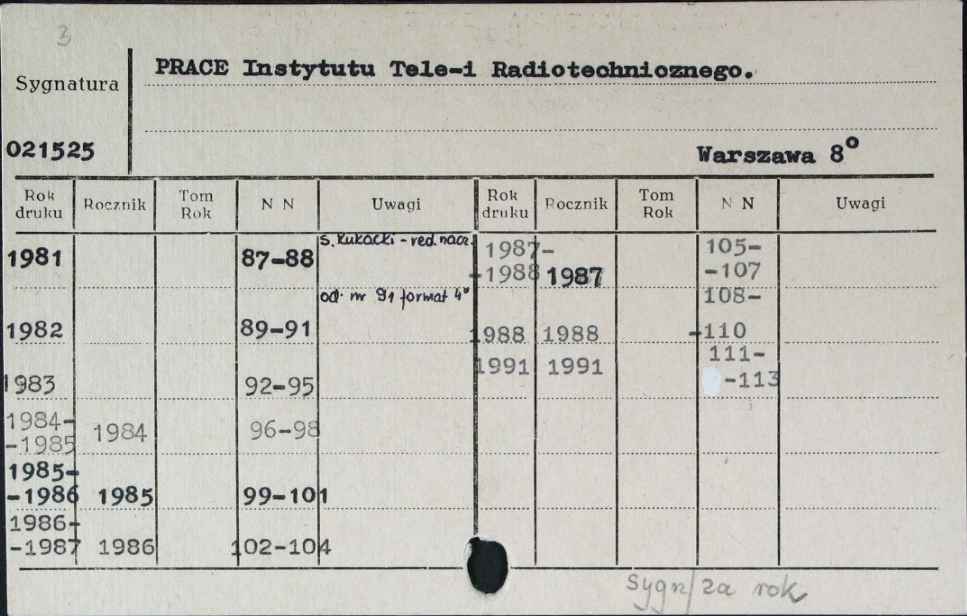 3
PRACE Instytutu Tele-i Radiotechnicznego.
Sygnatura
021525
Warszawa 8°
Rok druku Rocznik Tom Rok N N Uwagi Rok druku Rocznik Tom Rok N N Uwagi
1981 87-88 S. Kukacki - red. nacz.
od nr 91 format 4°
1982 89-91
1983 92-95
1984-
-1985 1984 96-98
1985-
-1986 1985 99-101
1986-
-1987 1986 102-104
1987- 105-
-1988 1987 -107
108-
1988 1988 -110
1991 1991 111-
-113
Sygn/za rok